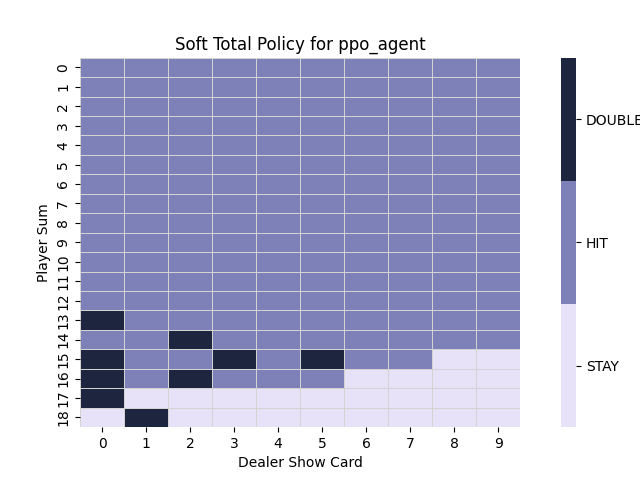 Soft Total Policy for ppo_agent
Player Sum
0
1
2
3
4
5
6
7
8
9
10
11
12
13
14
15
16
17
18
0 1 2 3 4 5 6 7 8 9
Dealer Show Card
DOUBLE
HIT
STAY